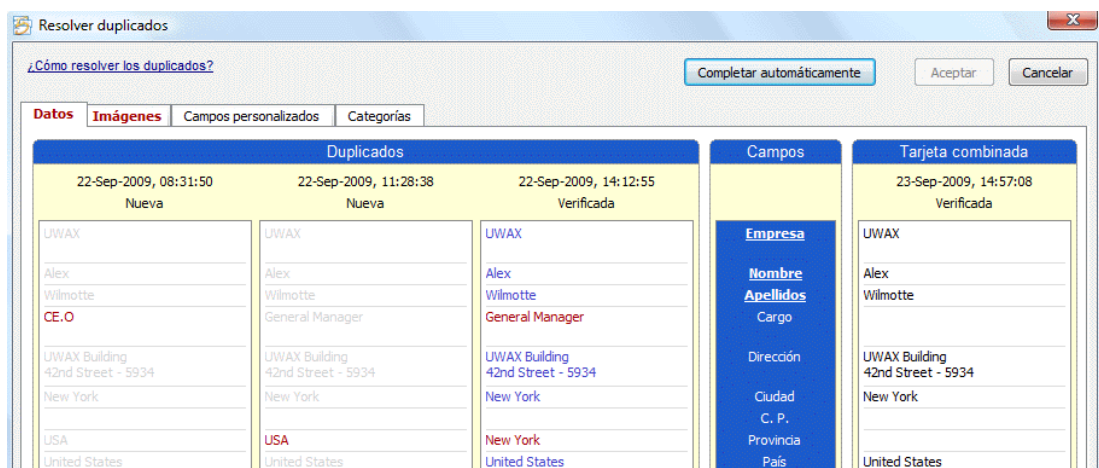 Resolver duplicados
¿Cómo resolver los duplicados?
Completar automáticamente Aceptar Cancelar
Datos Imágenes Campos personalizados Categorías
Duplicados Campos Tarjeta combinada
22-Sep-2009, 08:31:50 22-Sep-2009, 11:28:38 22-Sep-2009, 14:12:55 23-Sep-2009, 14:57:08
Nueva Nueva Verificada Verificada
UWAX UWAX UWAX Empresa UWAX
Alex Alex Alex Nombre Alex
Wilmotte Wilmotte Wilmotte Apellidos Wilmotte
CE.O General Manager General Manager Cargo
UWAX Building UWAX Building UWAX Building Dirección UWAX Building
42nd Street - 5934 42nd Street - 5934 42nd Street - 5934 42nd Street - 5934
New York New York New York Ciudad New York
C. P.
USA USA New York Provincia
United States United States United States País United States